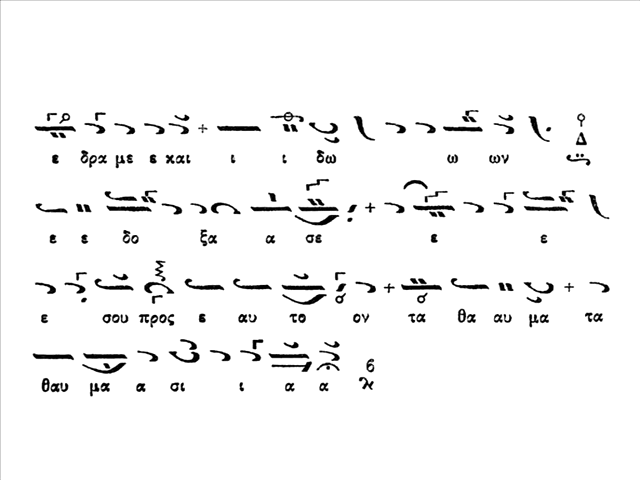 ε δρα με ε και ι ι δω ω ων
ε ε δο ξα α σε ε ε
ε σου προς ε αυ το ον τα θα αυ μα τα
θαυ μα α σι ι α α